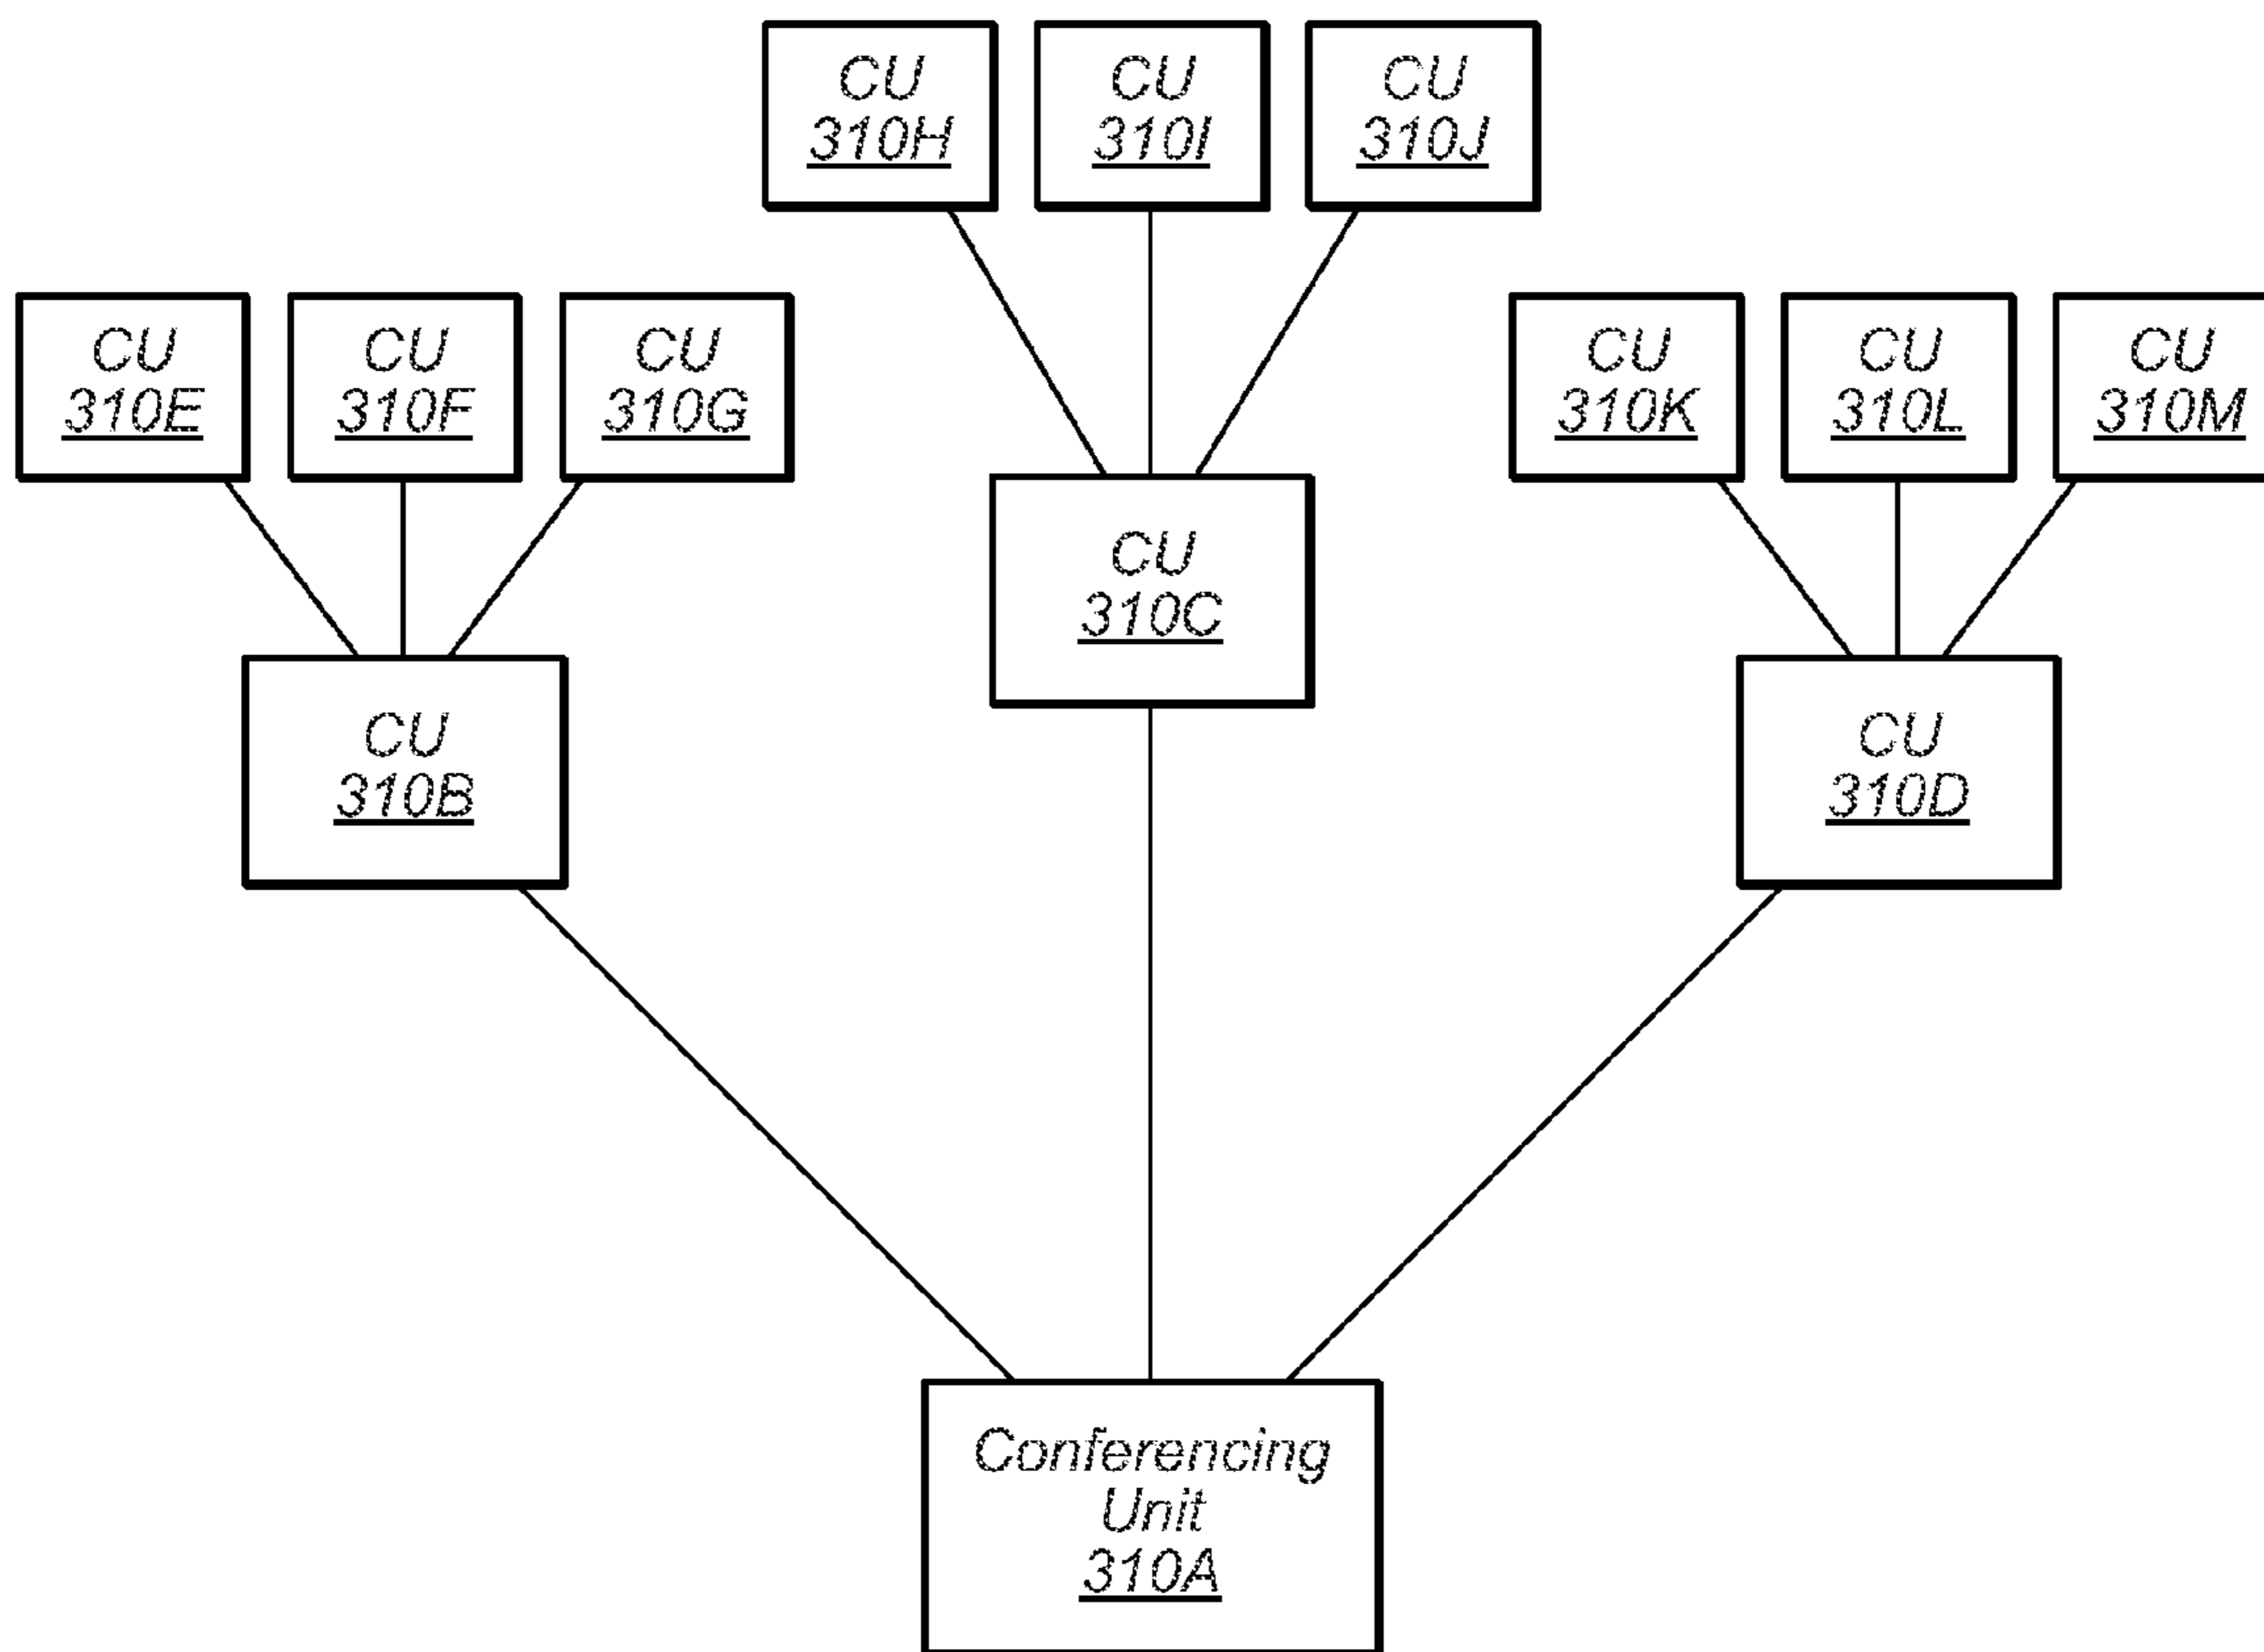 CU
310H
CU
310I
CU
310J
CU
310E
CU
310F
CU
310G
CU
310K
CU
310L
CU
310M
CU
310C
CU
310B
CU
310D
Conferencing
Unit
310A